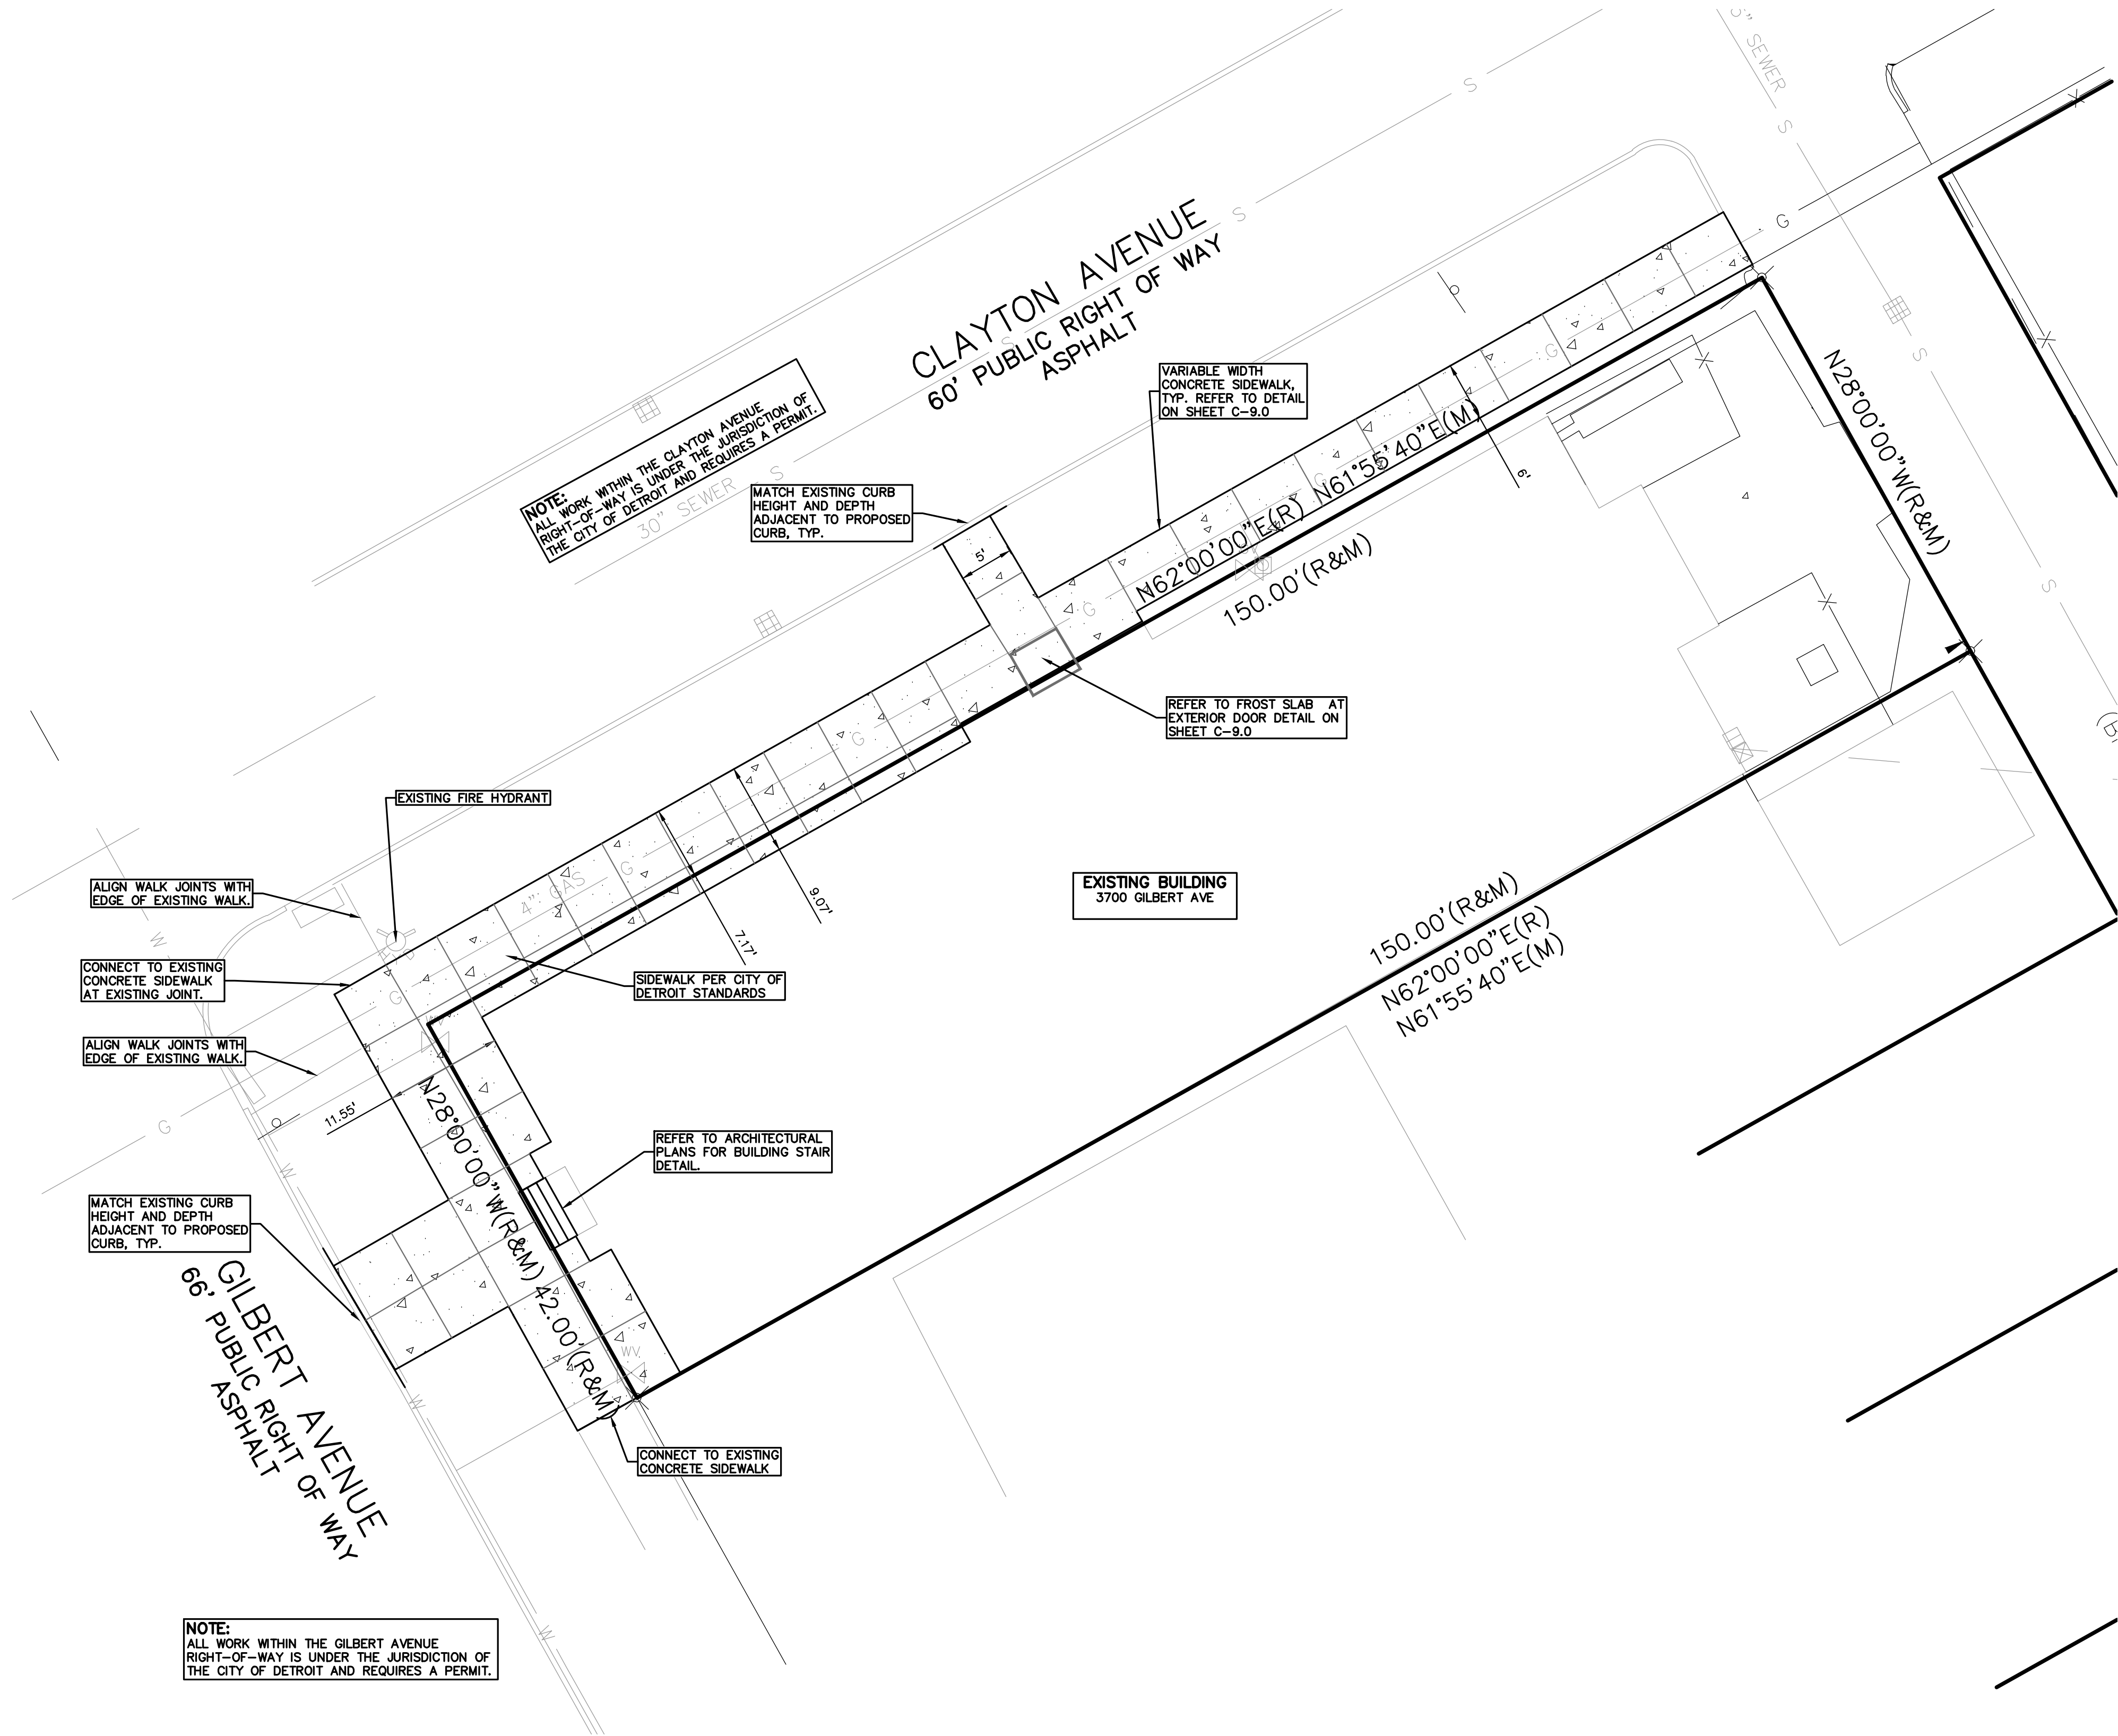 S
" SEWER
S
S
S
CLAYTON AVENUE
60' PUBLIC RIGHT OF WAY
ASPHALT
S
G
S
NOTE:
ALL WORK WITHIN THE CLAYTON AVENUE
RIGHT-OF-WAY IS UNDER THE JURISDICTION OF
THE CITY OF DETROIT AND REQUIRES A PERMIT.
30" SEWER
S
MATCH EXISTING CURB
HEIGHT AND DEPTH
ADJACENT TO PROPOSED
CURB, TYP.
VARIABLE WIDTH
CONCRETE SIDEWALK,
TYP. REFER TO DETAIL
ON SHEET C-9.0
G
N62°00'00"E(R)
N61°55'40"E(M)
150.00'(R&M)
6'
N28°00'00"W(R&M)
S
5'
G
G
REFER TO FROST SLAB AT
EXTERIOR DOOR DETAIL ON
SHEET C-9.0
G
EXISTING FIRE HYDRANT
4" GAS
G
9.07'
7.17'
EXISTING BUILDING
3700 GILBERT AVE
150.00'(R&M)
N62°00'00"E(R)
N61°55'40"E(M)
ALIGN WALK JOINTS WITH
EDGE OF EXISTING WALK.
W
CONNECT TO EXISTING
CONCRETE SIDEWALK
AT EXISTING JOINT.
G
SIDEWALK PER CITY OF
DETROIT STANDARDS
ALIGN WALK JOINTS WITH
EDGE OF EXISTING WALK.
11.55'
G
N28°00'00"W(R&M)
42.00'(R&M)
REFER TO ARCHITECTURAL
PLANS FOR BUILDING STAIR
DETAIL.
W
MATCH EXISTING CURB
HEIGHT AND DEPTH
ADJACENT TO PROPOSED
CURB, TYP.
WV
GILBERT AVENUE
66' PUBLIC RIGHT OF WAY
ASPHALT
W
CONNECT TO EXISTING
CONCRETE SIDEWALK
W
NOTE:
ALL WORK WITHIN THE GILBERT AVENUE
RIGHT-OF-WAY IS UNDER THE JURISDICTION OF
THE CITY OF DETROIT AND REQUIRES A PERMIT.